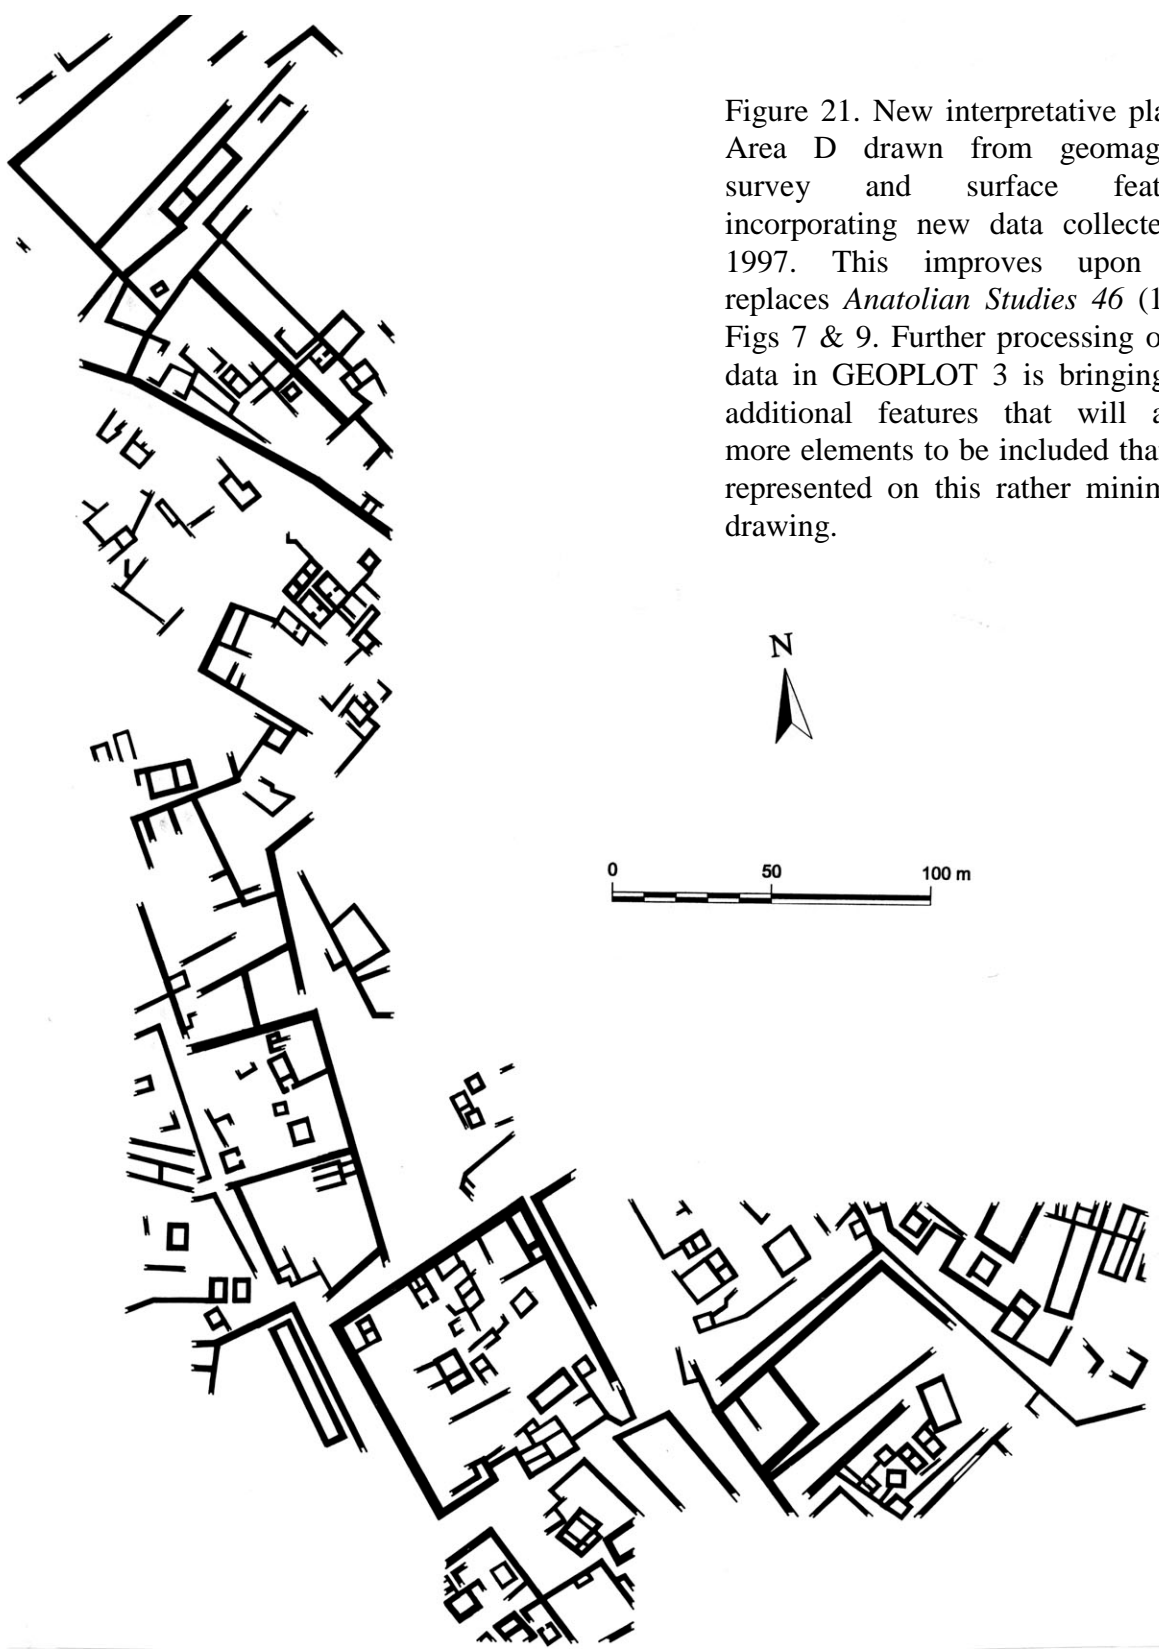 Figure 21. New interpretative pla
Area D drawn from geomag
survey and surface feat
incorporating new data collecte
1997. This improves upon
replaces Anatolian Studies 46 (1
Figs 7 & 9. Further processing o
data in GEOPLOT 3 is bringing
additional features that will a
more elements to be included tha
represented on this rather minim
drawing.
N
0 50 100 m